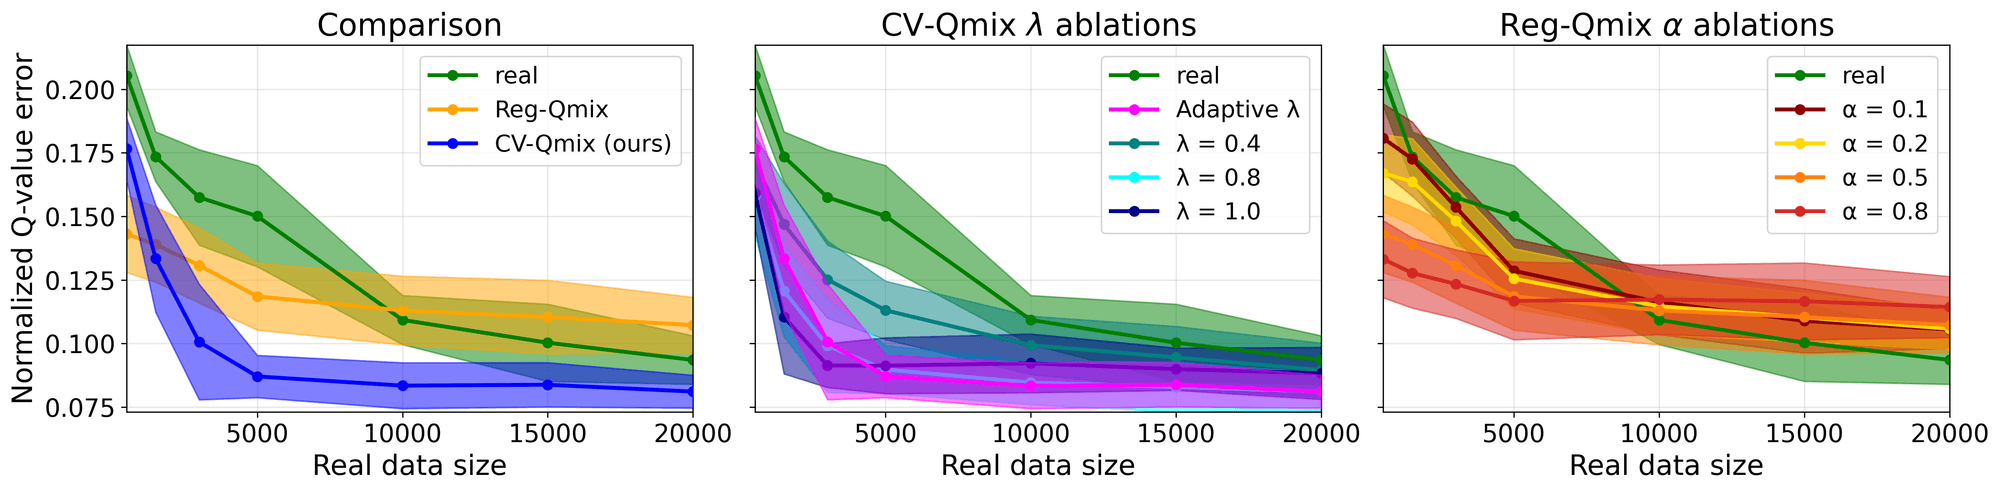 Comparison
CV-Qmix λ ablations
Reg-Qmix α ablations
Normalized Q-value error
0.200
0.175
0.150
0.125
0.100
0.075
real
Reg-Qmix
CV-Qmix (ours)
real
Adaptive λ
λ = 0.4
λ = 0.8
λ = 1.0
real
α = 0.1
α = 0.2
α = 0.5
α = 0.8
5000 10000 15000 20000
5000 10000 15000 20000
5000 10000 15000 20000
Real data size
Real data size
Real data size